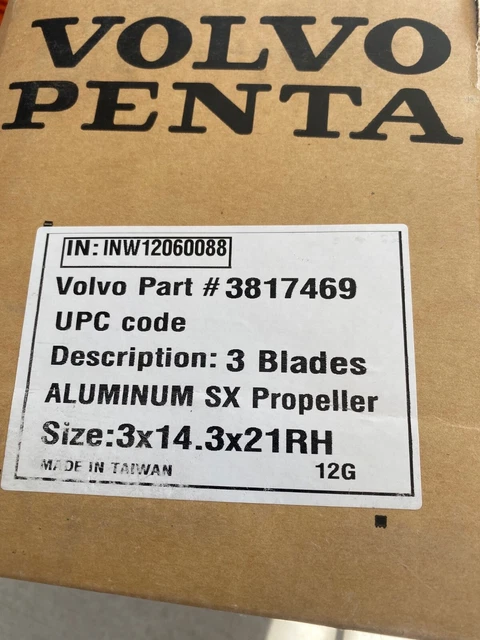 VOLVO
PENTA
IN: INW12060088
Volvo Part # 3817469
UPC code
Description: 3 Blades
ALUMINUM SX Propeller
Size:3x14.3x21RH
MADE IN TAIWAN 12G